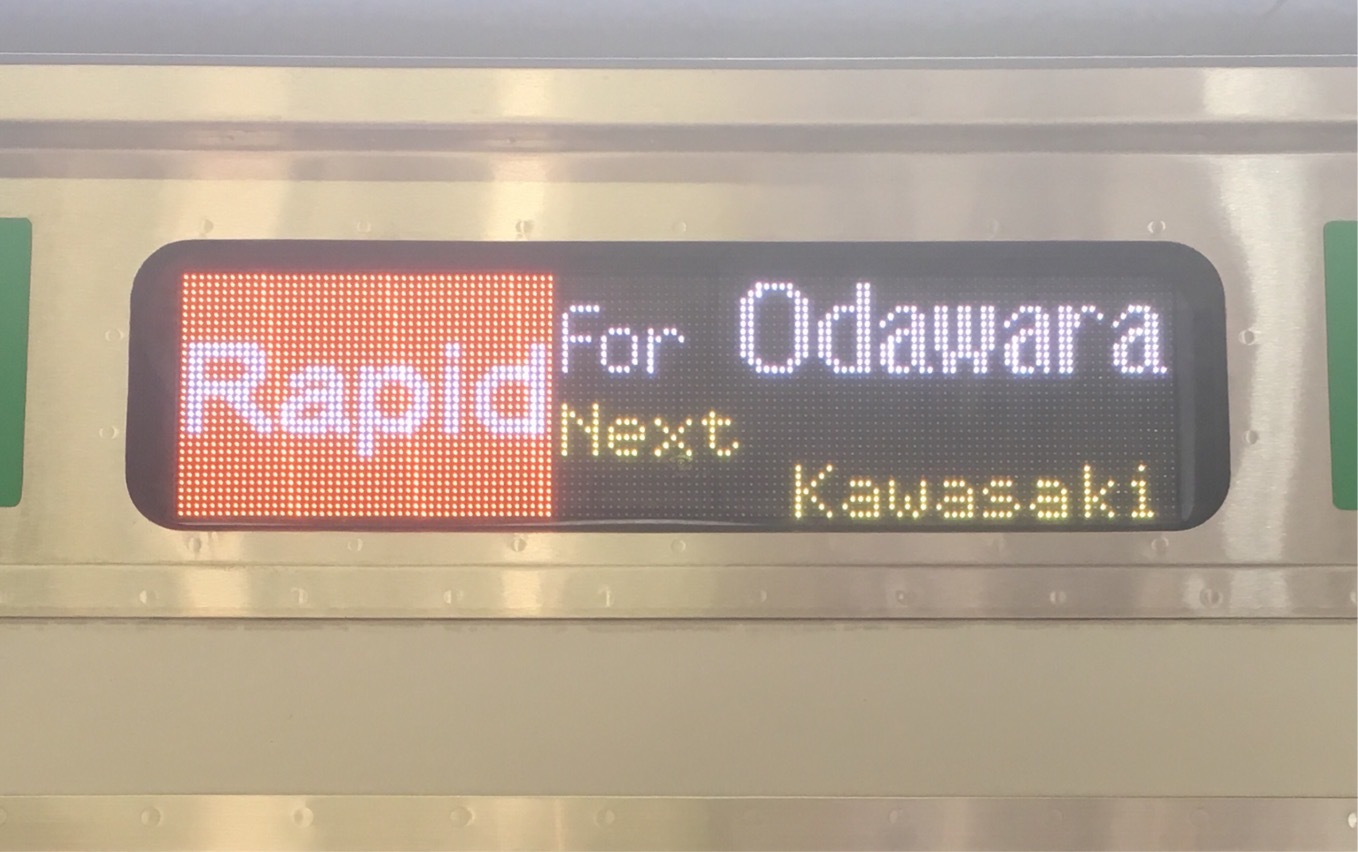 Rapid
For Odawara
Next
Kawasaki